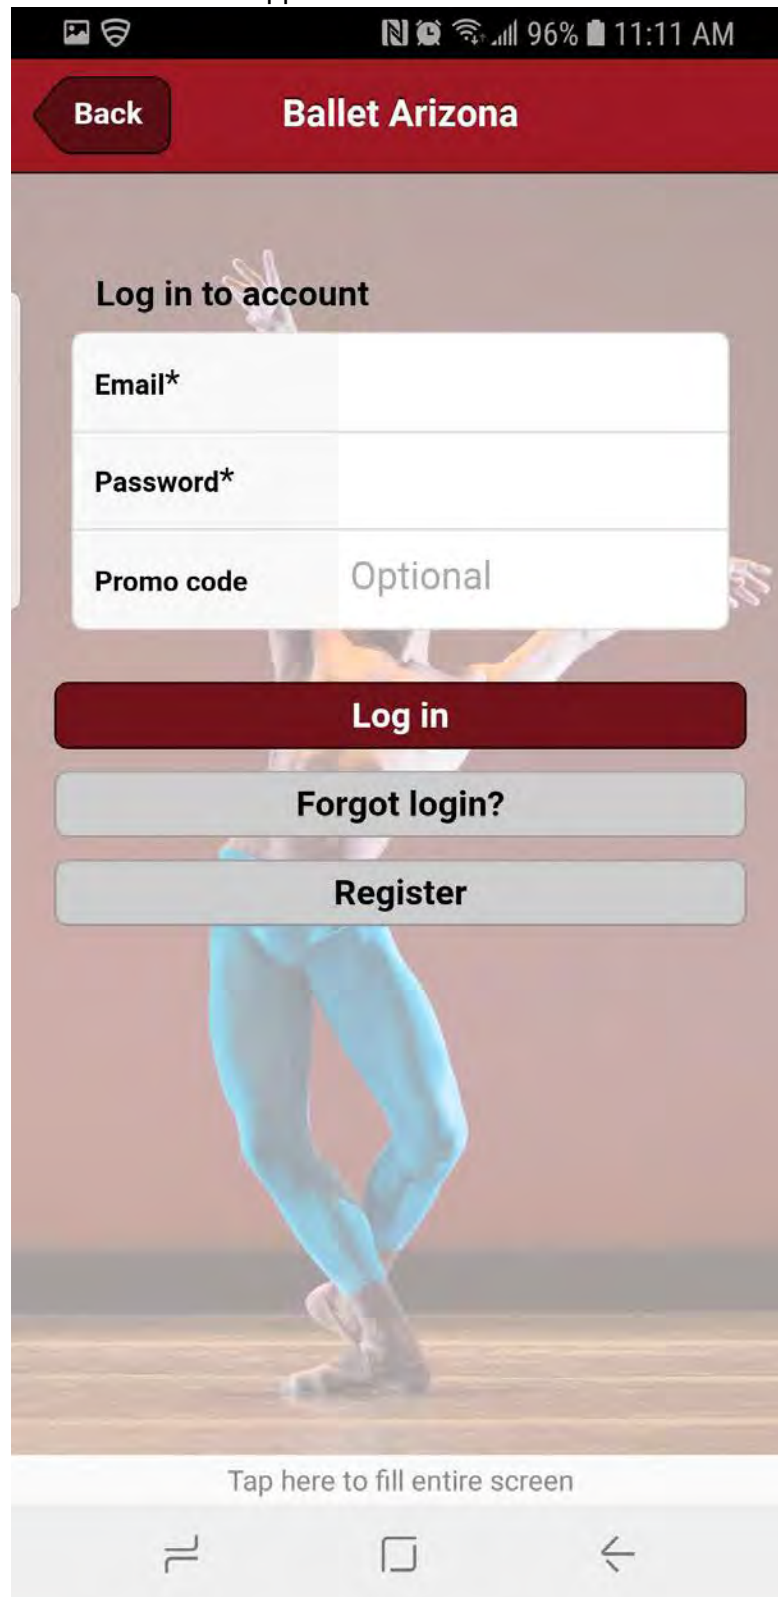 96% 11:11 AM
Back
Ballet Arizona
Log in to account
Email*
Password*
Promo code Optional
Log in
Forgot login?
Register
Tap here to fill entire screen